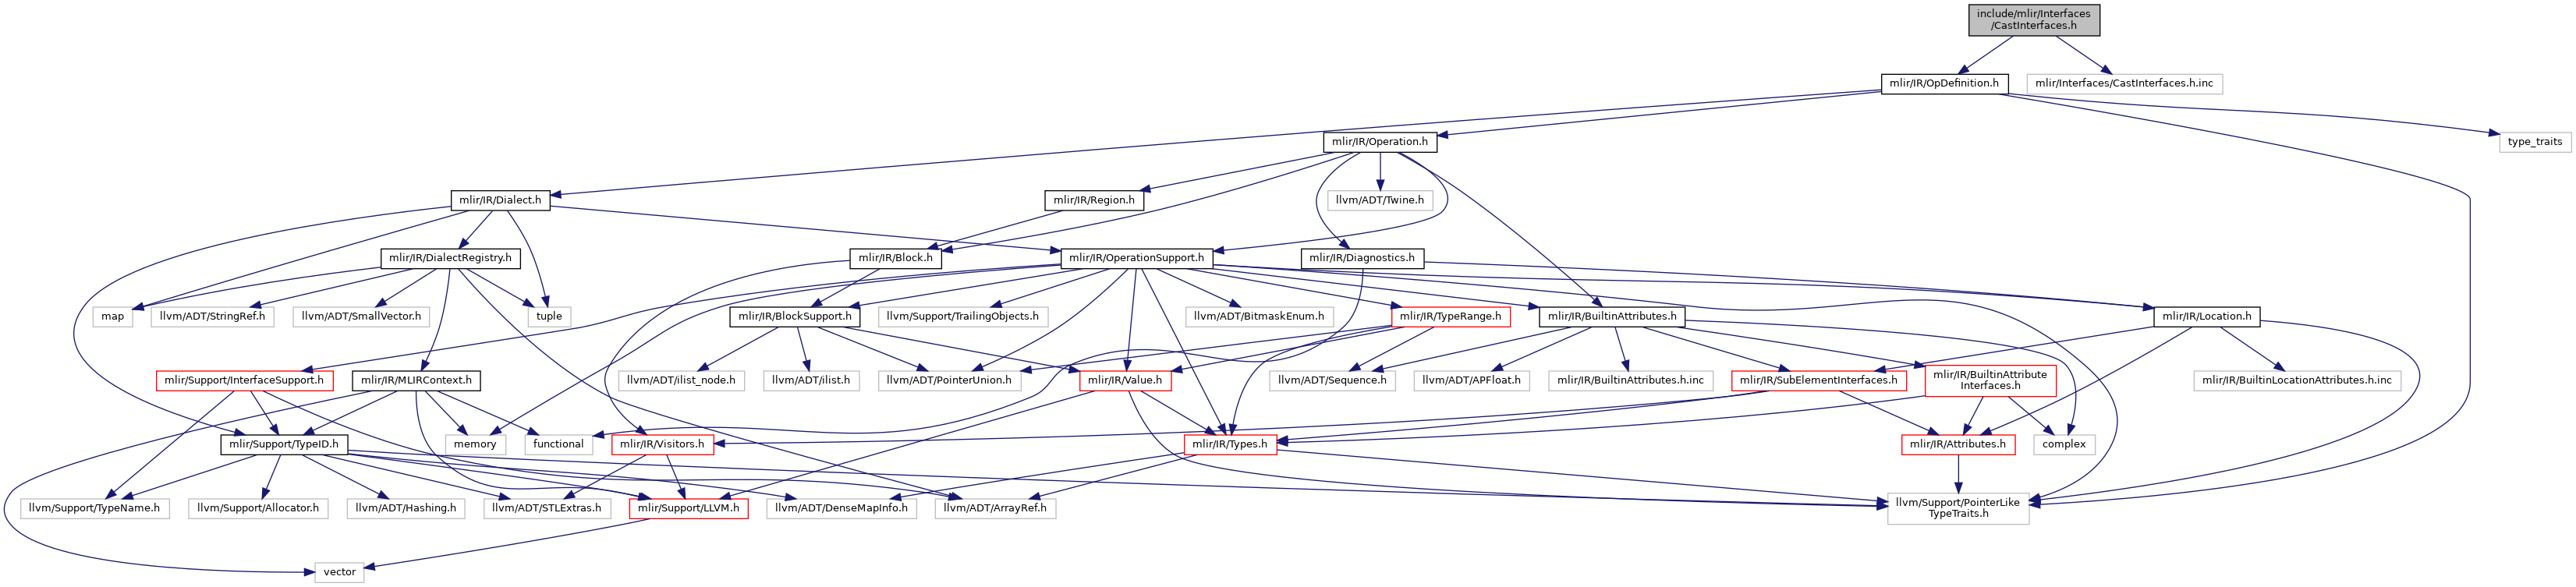 include/mlir/Interfaces
/CastInterfaces.h
mlir/IR/OpDefinition.h
mlir/Interfaces/CastInterfaces.h.inc
mlir/IR/Operation.h
type_traits
mlir/IR/Dialect.h
mlir/IR/Region.h
llvm/ADT/Twine.h
mlir/IR/DialectRegistry.h
mlir/IR/Block.h
mlir/IR/OperationSupport.h
mlir/IR/Diagnostics.h
map
llvm/ADT/StringRef.h
llvm/ADT/SmallVector.h
tuple
mlir/IR/BlockSupport.h
llvm/Support/TrailingObjects.h
llvm/ADT/BitmaskEnum.h
mlir/IR/TypeRange.h
mlir/IR/BuiltinAttributes.h
mlir/IR/Location.h
mlir/Support/InterfaceSupport.h
mlir/IR/MLIRContext.h
llvm/ADT/ilist_node.h
llvm/ADT/ilist.h
llvm/ADT/PointerUnion.h
mlir/IR/Value.h
llvm/ADT/Sequence.h
llvm/ADT/APFloat.h
mlir/IR/BuiltinAttributes.h.inc
mlir/IR/SubElementInterfaces.h
mlir/IR/BuiltinAttribute
Interfaces.h
mlir/IR/BuiltinLocationAttributes.h.inc
mlir/Support/TypeID.h
memory
functional
mlir/IR/Visitors.h
mlir/IR/Types.h
mlir/IR/Attributes.h
complex
llvm/Support/TypeName.h
llvm/Support/Allocator.h
llvm/ADT/Hashing.h
llvm/ADT/STLExtras.h
mlir/Support/LLVM.h
llvm/ADT/DenseMapInfo.h
llvm/ADT/ArrayRef.h
llvm/Support/PointerLike
TypeTraits.h
vector